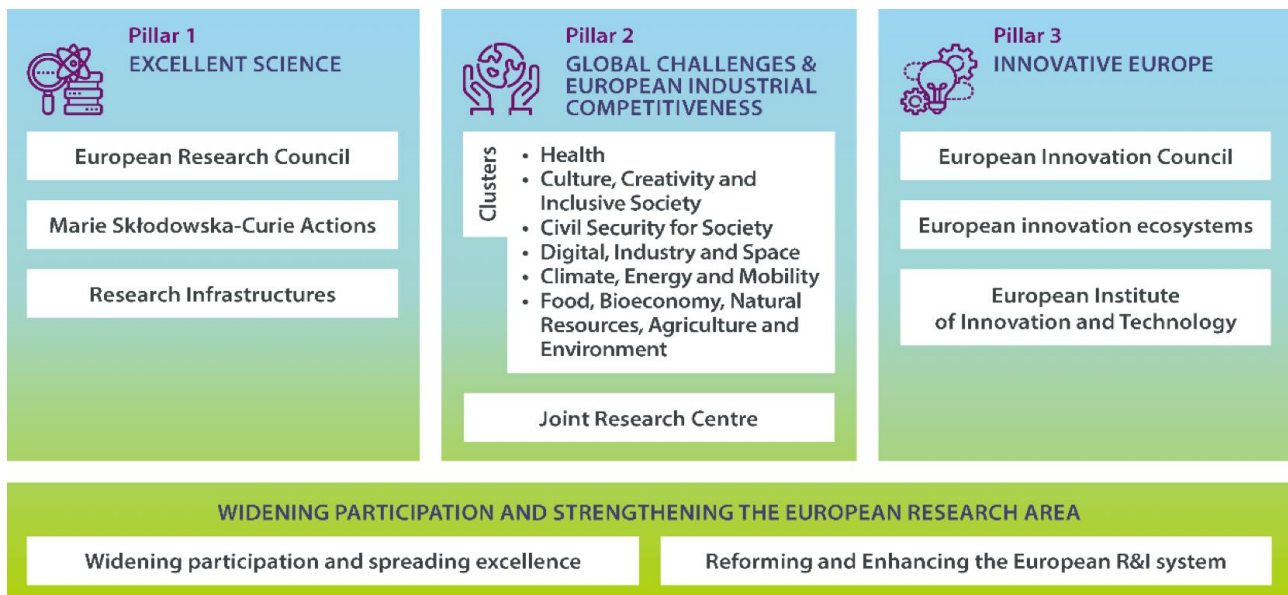 Pillar 1
EXCELLENT SCIENCE
European Research Council
Marie Skłodowska-Curie Actions
Research Infrastructures
Pillar 2
GLOBAL CHALLENGES &
EUROPEAN INDUSTRIAL
COMPETITIVENESS
Clusters
• Health
• Culture, Creativity and
Inclusive Society
• Civil Security for Society
• Digital, Industry and Space
• Climate, Energy and Mobility
• Food, Bioeconomy, Natural
Resources, Agriculture and
Environment
Joint Research Centre
Pillar 3
INNOVATIVE EUROPE
European Innovation Council
European innovation ecosystems
European Institute
of Innovation and Technology
WIDENING PARTICIPATION AND STRENGTHENING THE EUROPEAN RESEARCH AREA
Widening participation and spreading excellence
Reforming and Enhancing the European R&I system